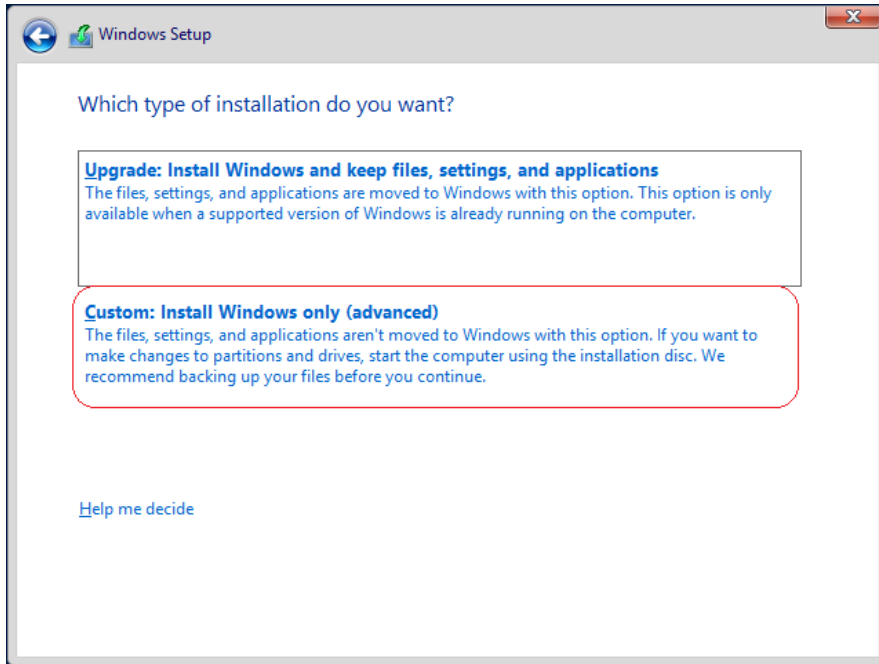 Windows Setup
Which type of installation do you want?
Upgrade: Install Windows and keep files, settings, and applications
The files, settings, and applications are moved to Windows with this option. This option is only
available when a supported version of Windows is already running on the computer.
Custom: Install Windows only (advanced)
The files, settings, and applications aren't moved to Windows with this option. If you want to
make changes to partitions and drives, start the computer using the installation disc. We
recommend backing up your files before you continue.
Help me decide